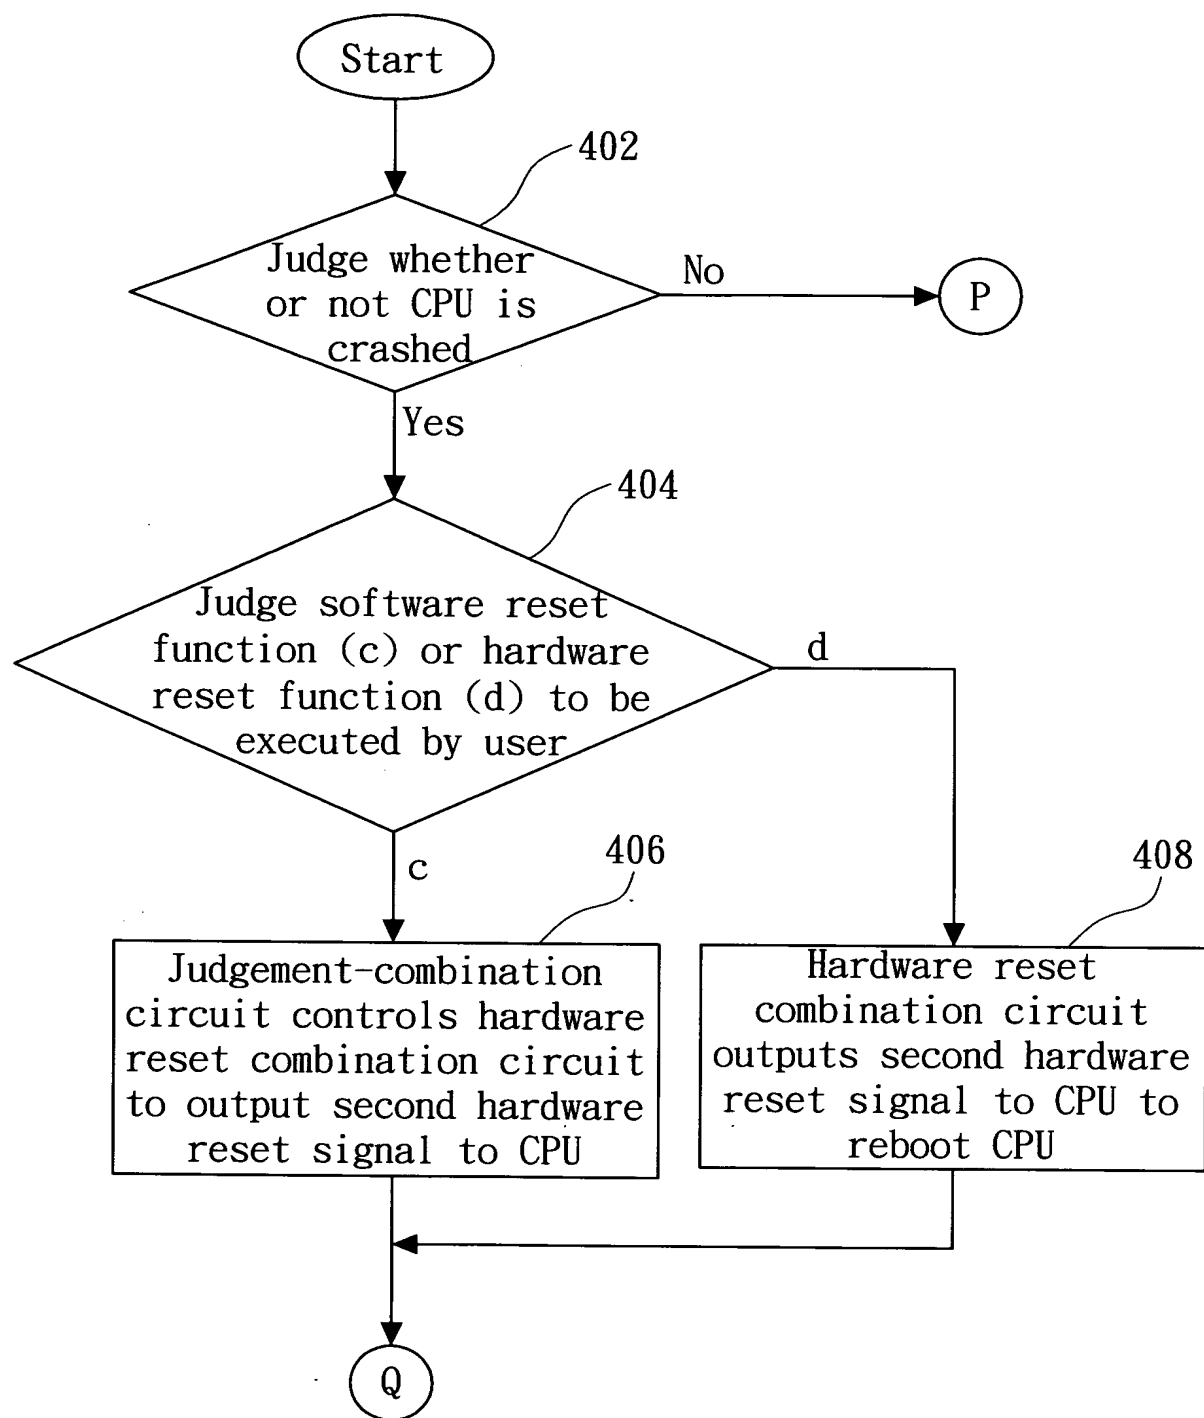 Start
402
Judge whether
or not CPU is
crashed
No
P
Yes
404
Judge software reset
function (c) or hardware
reset function (d) to be
executed by user
d
c
406
408
Judgement-combination
circuit controls hardware
reset combination circuit
to output second hardware
reset signal to CPU
Hardware reset
combination circuit
outputs second hardware
reset signal to CPU to
reboot CPU
Q